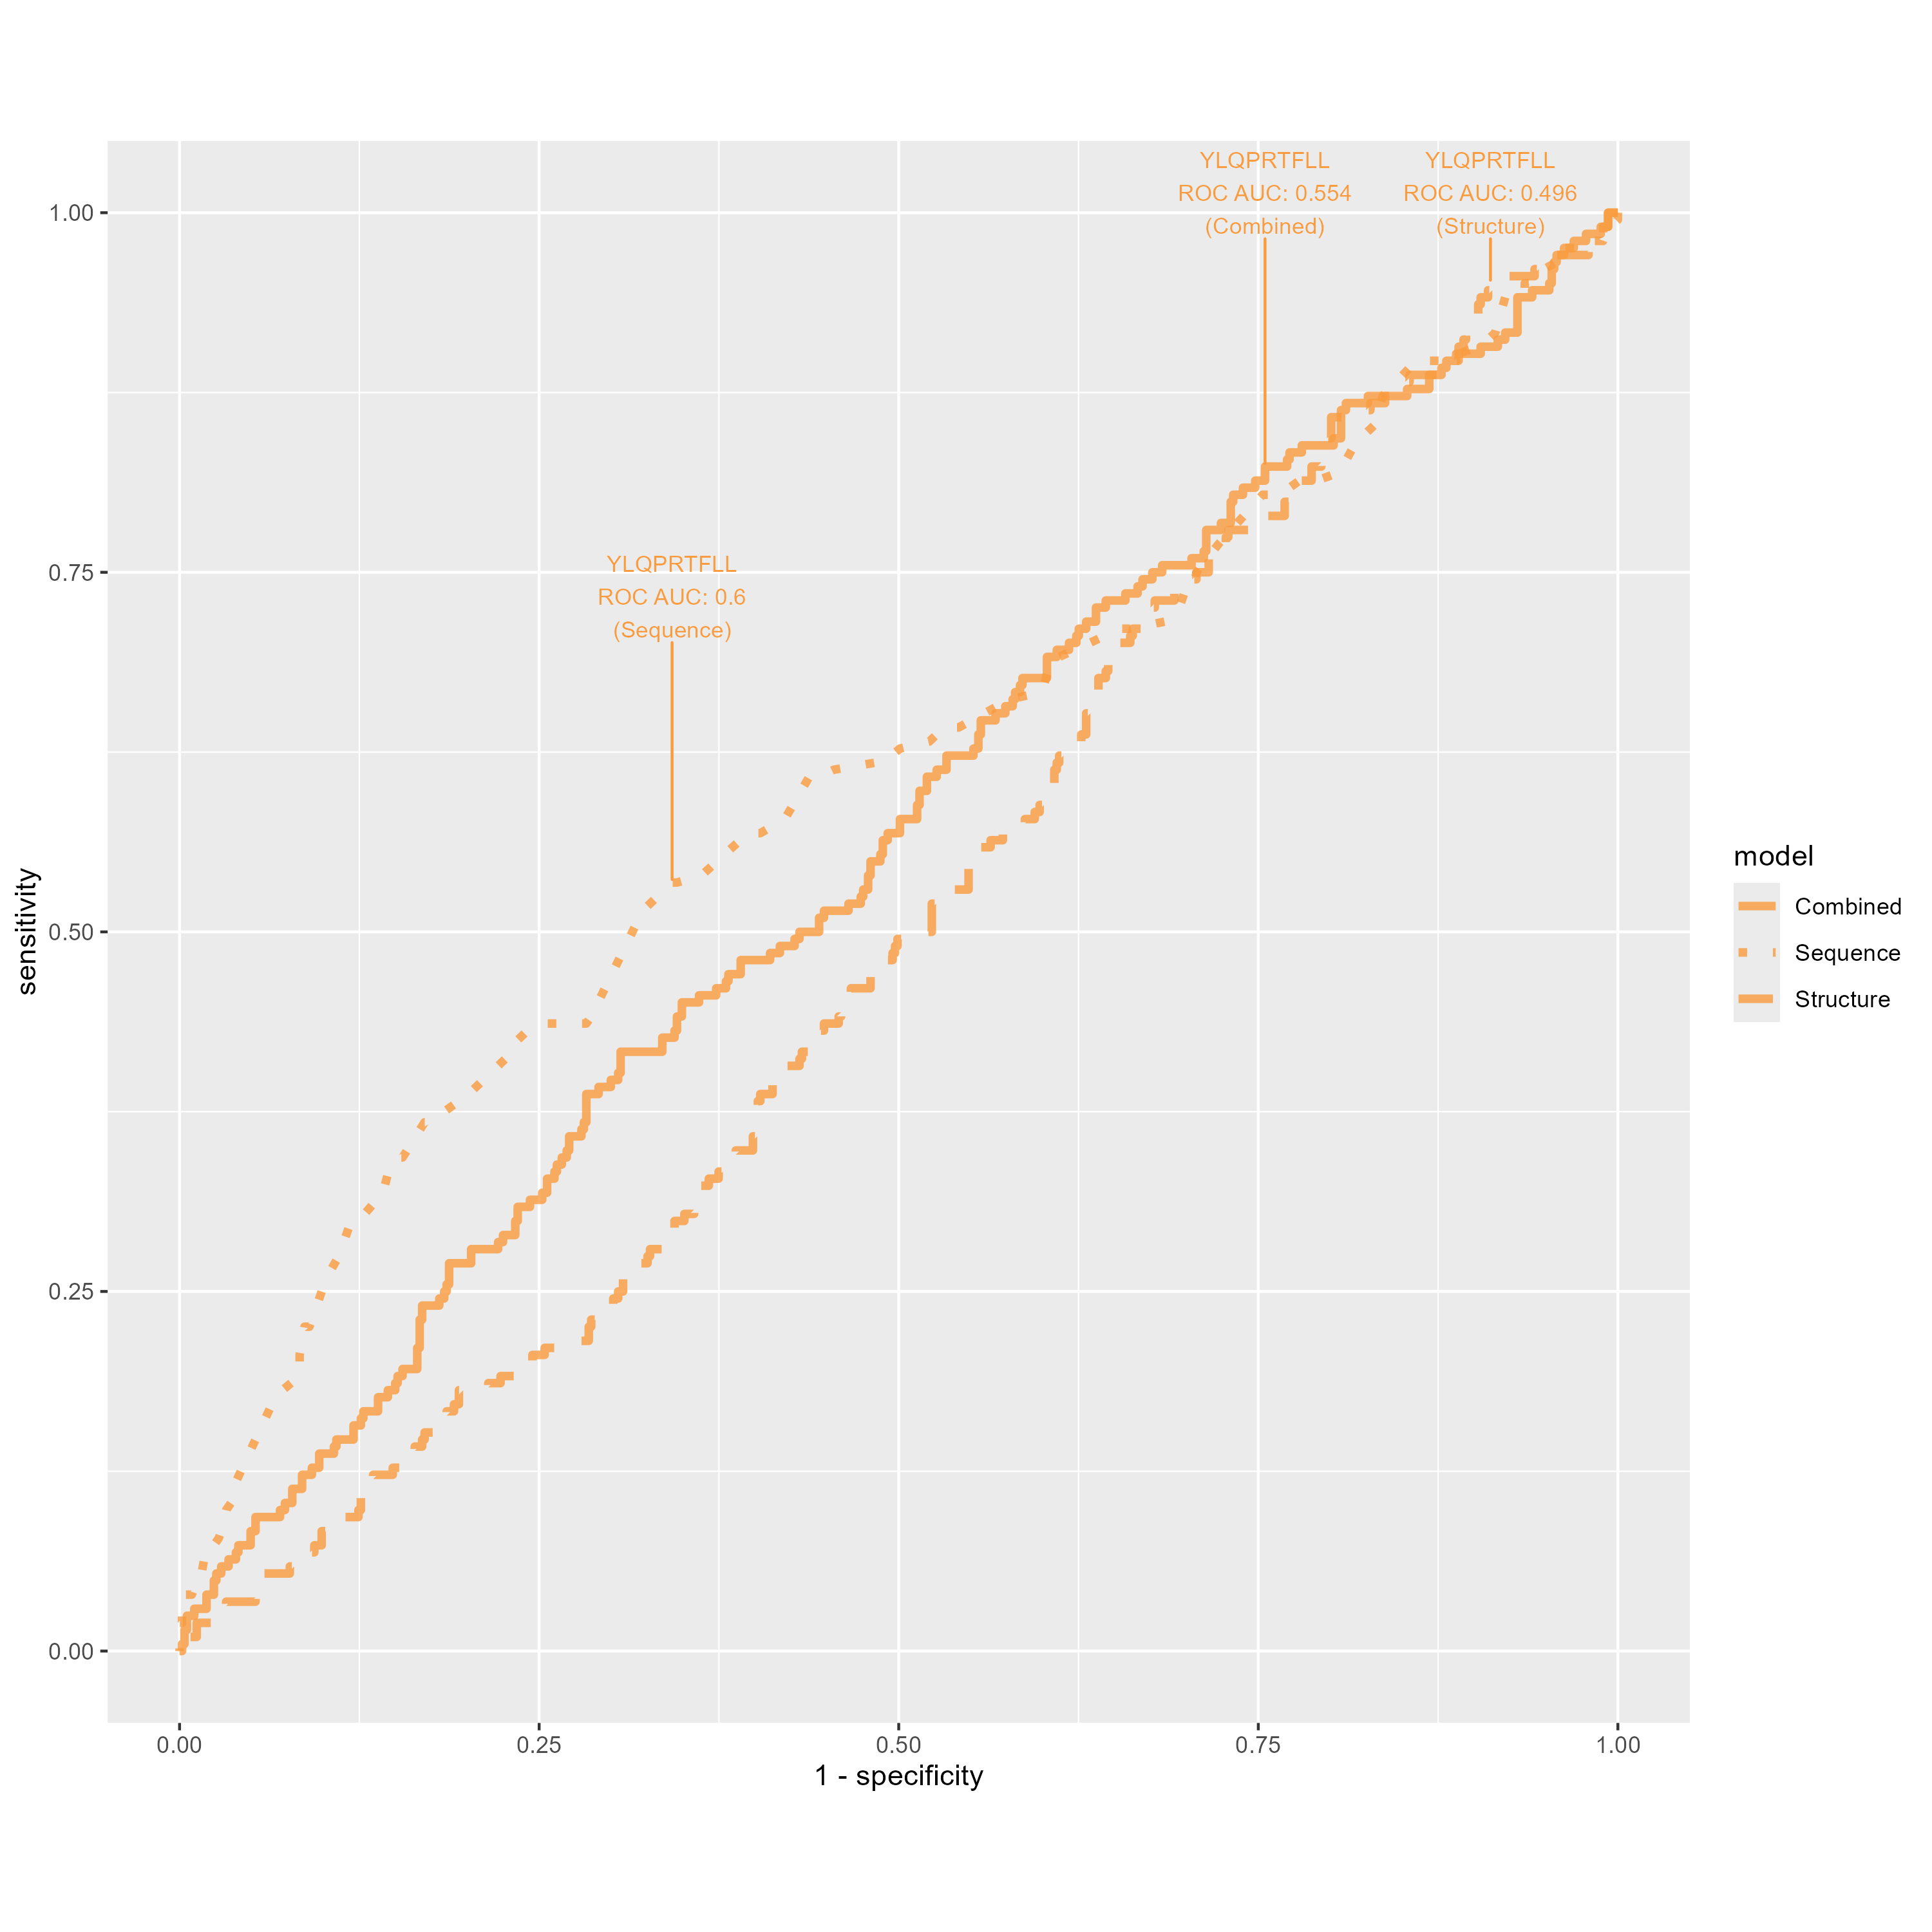 YLQPRTFLL
ROC AUC: 0.554
(Combined)
YLQPRTFLL
ROC AUC: 0.496
(Structure)
YLQPRTFLL
ROC AUC: 0.6
(Sequence)
1.00
0.75
0.50
0.25
0.00
sensitivity
0.00
0.25
0.50
0.75
1.00
1 - specificity
model
Combined
Sequence
Structure